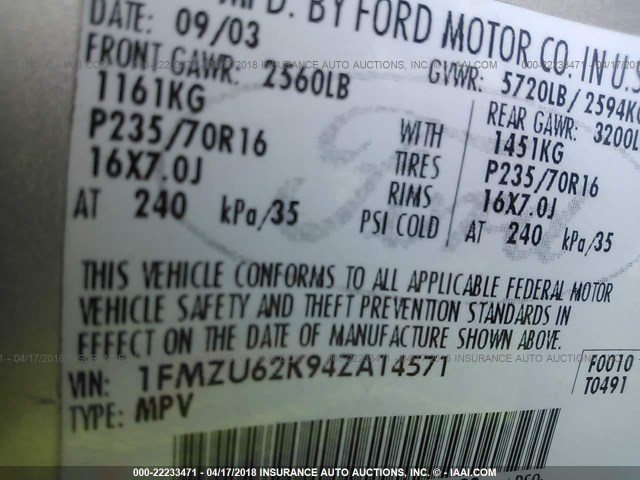 MFD. BY FORD MOTOR CO. IN U.S
DATE: 09/03
GVWR: 5720LB/2594KG
FRONT GAWR: 2560LB
1161KG
P235/70R16
16X7.0J
AT 240 kPa/35
WITH
TIRES
RIMS
PSI COLD
REAR GAWR: 3200L
1451KG
P235/70R16
16X7.0J
AT 240 kPa/35
THIS VEHICLE CONFORMS TO ALL APPLICABLE FEDERAL MOTOR
VEHICLE SAFETY AND THEFT PREVENTION STANDARDS IN
EFFECT ON THE DATE OF MANUFACTURE SHOWN ABOVE.
VIN: 1FMZU62K94ZA14571
TYPE: MPV
F0010
T0491
000-22233471 - 04/17/2018 INSURANCE AUTO AUCTIONS, INC. - © - IAAI.COM